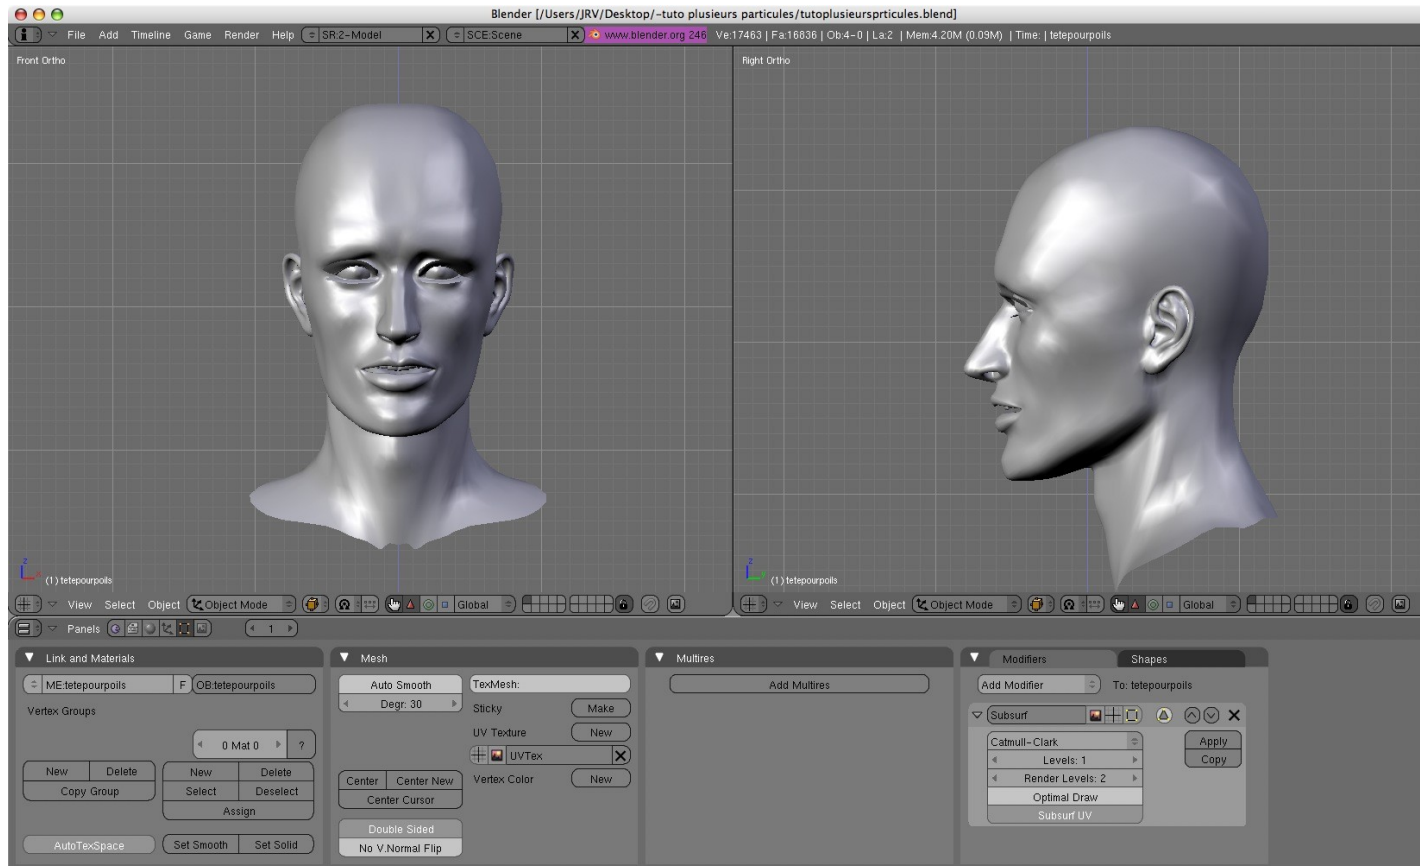 Blender [/Users/JRV/Desktop/-tuto plusieurs particules/tutoplusieursprticules.blend]
File Add Timeline Game Render Help SR:2-Model X SCE:Scene X www.blender.org 246 Ve:17463 | Fa:16836 | Ob:4-0 | La:2 | Mem:4.20M (0.09M) | Time: | tetepourpoils
Front Ortho
Right Ortho
z
x
(1) tetepourpoils
z
y
(1) tetepourpoils
View Select Object Object Mode Global
View Select Object Object Mode Global
Panels 1
Link and Materials
ME:tetepourpoils F OB:tetepourpoils
Vertex Groups
0 Mat 0 ?
New Delete New Delete
Copy Group Select Deselect
Assign
AutoTexSpace Set Smooth Set Solid
Mesh
Auto Smooth TexMesh:
Degr: 30 Sticky Make
UV Texture New
UVTex X
Center Center New Vertex Color New
Center Cursor
Double Sided
No V.Normal Flip
Multires
Add Multires
Modifiers Shapes
Add Modifier To: tetepourpoils
Subsurf X
Catmull-Clark Apply
Levels: 1 Copy
Render Levels: 2
Optimal Draw
Subsurf UV